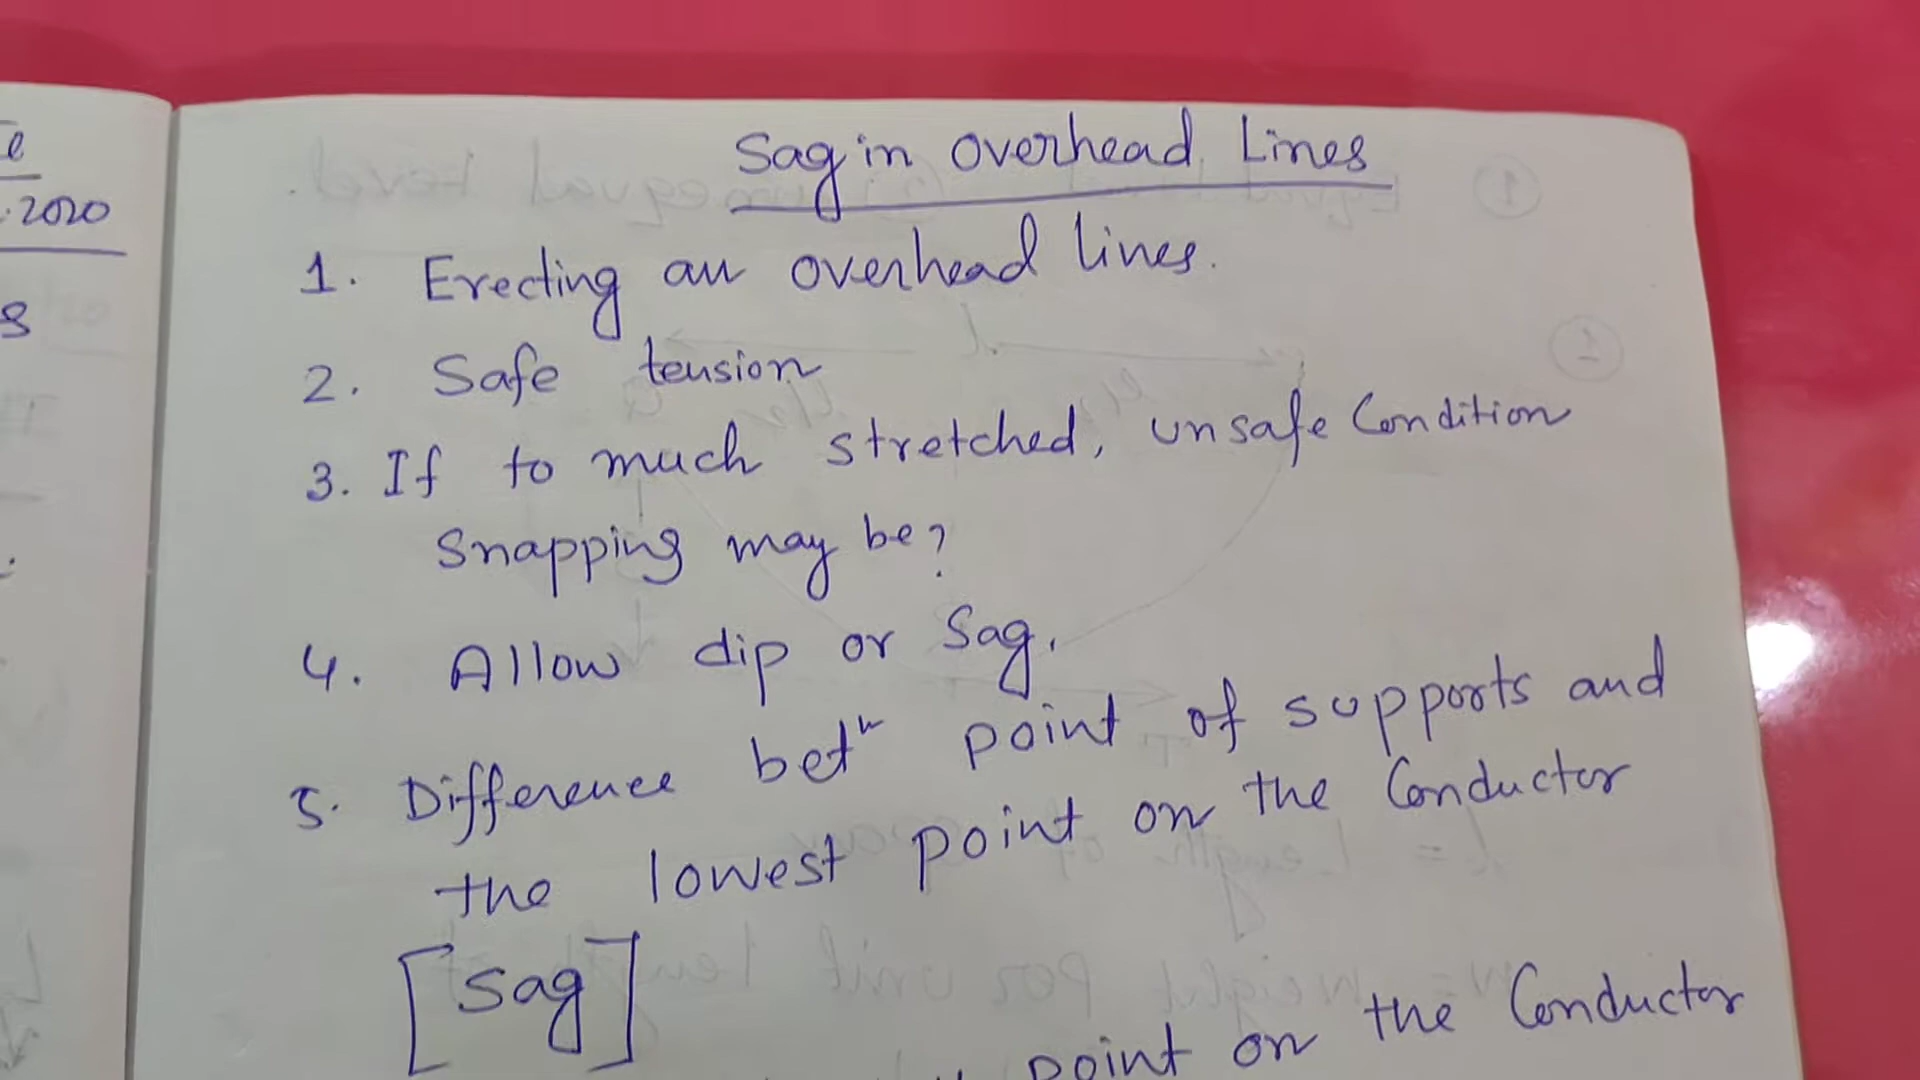 e
.2020
s
Sag in overhead Lines
1. Erecting an overhead lines.
2. Safe tension
3. If to much stretched, unsafe Condition
Snapping may be?
4. Allow dip or Sag.
5. Difference betn point of supports and
the lowest point on the Conductor
[Sag]
point on the Conductor